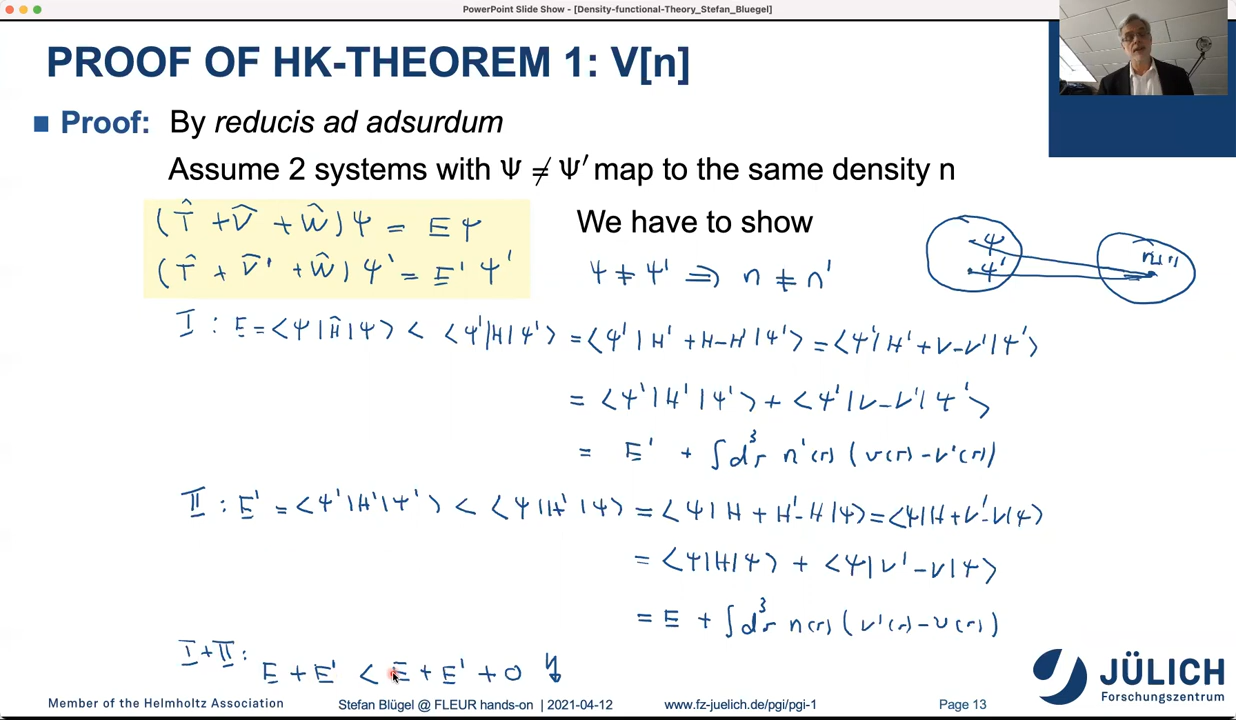 PowerPoint Slide Show - [Density-functional-Theory_Stefan_Bluegel]
PROOF OF HK-THEOREM 1: V[n]
■ Proof: By reducis ad adsurdum
Assume 2 systems with Ψ ≠ Ψ′ map to the same density n
(T̂ + V̂ + Ŵ) Ψ = E Ψ
(T̂ + V̂' + Ŵ) Ψ' = E' Ψ'
We have to show
Ψ ≠ Ψ' ⇒ n ≠ n'
Ψ
Ψ'
n(r)
I : E = <Ψ|Ĥ|Ψ> < <Ψ'|H|Ψ'> = <Ψ'|H' + H-H'|Ψ'> = <Ψ'|H' + V-V'|Ψ'>
= <Ψ'|H'|Ψ'> + <Ψ'|V-V'|Ψ'>
= E' + ∫d³r n'(r) (v(r) - v'(r))
II : E' = <Ψ'|H'|Ψ'> < <Ψ|H'|Ψ> = <Ψ|H + H'-H|Ψ> = <Ψ|H + V'-V|Ψ>
= <Ψ|H|Ψ> + <Ψ|V'-V|Ψ>
= E + ∫d³r n(r) (v'(r) - v(r))
I+II :
E + E' < E + E' + 0 ↯
JÜLICH
Forschungszentrum
Member of the Helmholtz Association
Stefan Blügel @ FLEUR hands-on | 2021-04-12
www.fz-juelich.de/pgi/pgi-1
Page 13